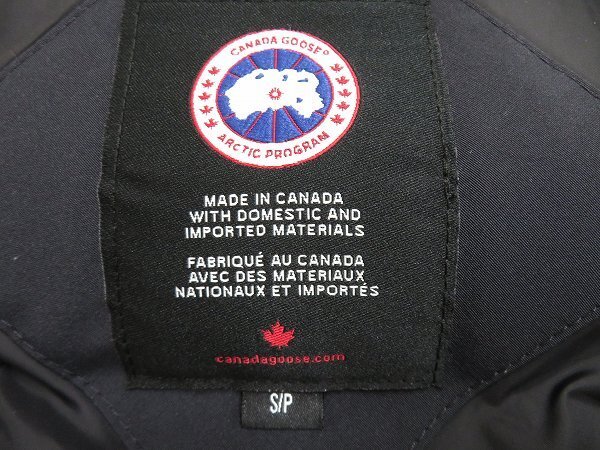 CANADA GOOSE®
ARCTIC PROGRAM
MADE IN CANADA
WITH DOMESTIC AND
IMPORTED MATERIALS
FABRIQUÉ AU CANADA
AVEC DES MATERIAUX
NATIONAUX ET IMPORTÉS
canadagoose.com
S/P